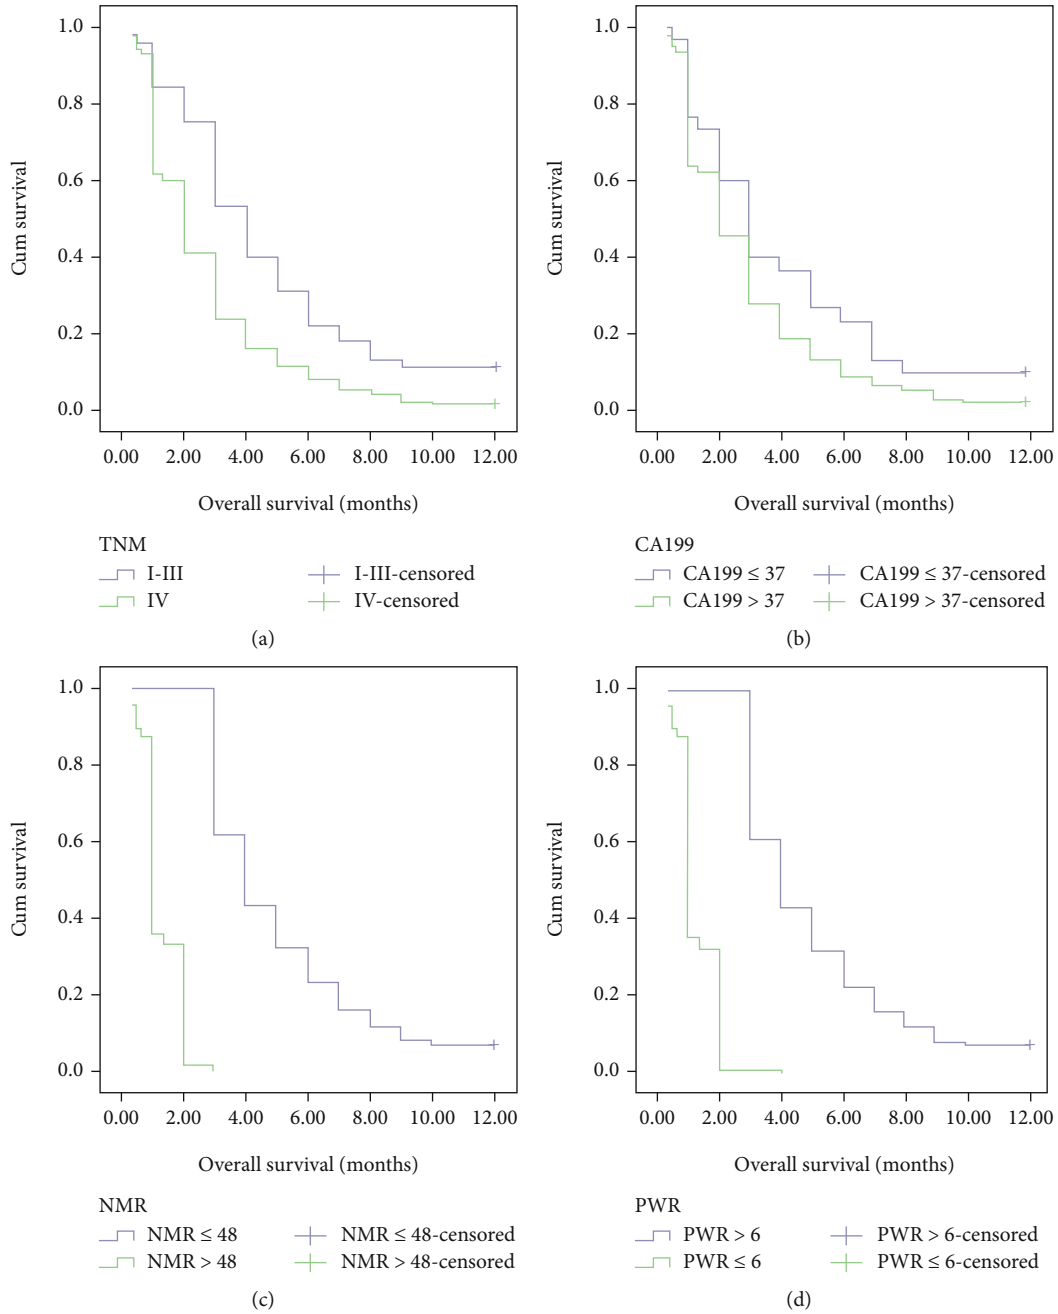 1.0
0.8
0.6
0.4
0.2
0.0
Cum survival
0.00 2.00 4.00 6.00 8.00 10.00 12.00
Overall survival (months)
TNM
I-III I-III-censored
IV IV-censored
(a)
1.0
0.8
0.6
0.4
0.2
0.0
Cum survival
0.00 2.00 4.00 6.00 8.00 10.00 12.00
Overall survival (months)
CA199
CA199 ≤ 37 CA199 ≤ 37-censored
CA199 > 37 CA199 > 37-censored
(b)
1.0
0.8
0.6
0.4
0.2
0.0
Cum survival
0.00 2.00 4.00 6.00 8.00 10.00 12.00
Overall survival (months)
NMR
NMR ≤ 48 NMR ≤ 48-censored
NMR > 48 NMR > 48-censored
(c)
1.0
0.8
0.6
0.4
0.2
0.0
Cum survival
0.00 2.00 4.00 6.00 8.00 10.00 12.00
Overall survival (months)
PWR
PWR > 6 PWR > 6-censored
PWR ≤ 6 PWR ≤ 6-censored
(d)